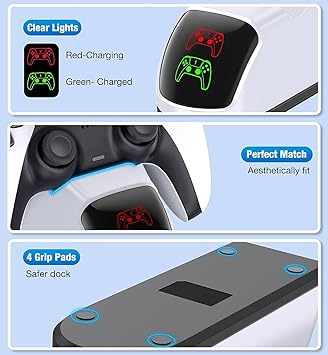 Clear Lights
Red-Charging
Green- Charged
Perfect Match
Aesthetically fit
4 Grip Pads
Safer dock